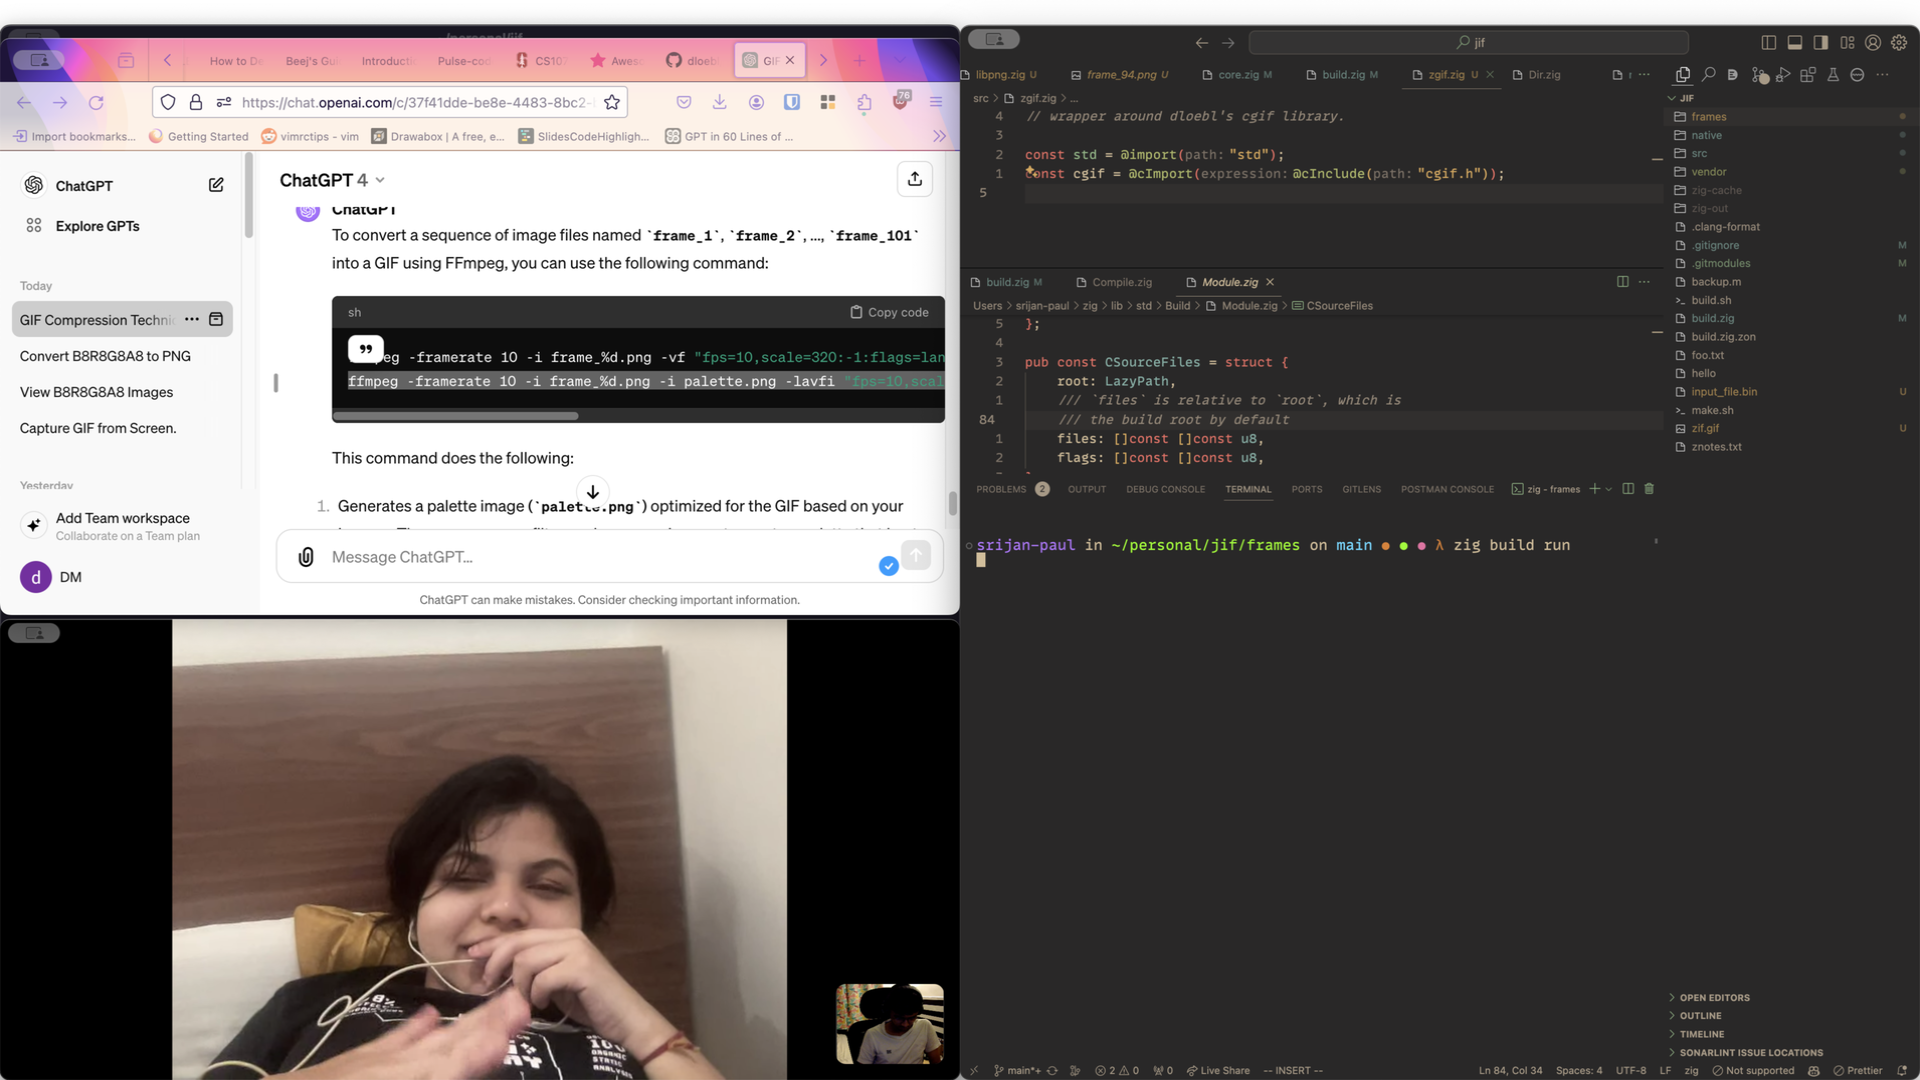 How to De
Beej's Gui
Introducti
Pulse-cod
CS107
Aweso
dloebl
GIF
https://chat.openai.com/c/37f41dde-be8e-4483-8bc2-
76
Import bookmarks...
Getting Started
vimrctips - vim
Drawabox | A free, e...
SlidesCodeHighligh...
GPT in 60 Lines of ...
ChatGPT
Explore GPTs
Today
GIF Compression Technic
Convert B8R8G8A8 to PNG
View B8R8G8A8 Images
Capture GIF from Screen.
Yesterday
Add Team workspace
Collaborate on a Team plan
d
DM
ChatGPT 4
ChatGPT
To convert a sequence of image files named `frame_1`, `frame_2`, ..., `frame_101`
into a GIF using FFmpeg, you can use the following command:
sh
Copy code
peg -framerate 10 -i frame_%d.png -vf "fps=10,scale=320:-1:flags=lan
ffmpeg -framerate 10 -i frame_%d.png -i palette.png -lavfi "fps=10,scal
This command does the following:
1. Generates a palette image (`palette.png`) optimized for the GIF based on your
Message ChatGPT...
ChatGPT can make mistakes. Consider checking important information.
jif
libpng.zig U
frame_94.png U
core.zig M
build.zig M
zgif.zig U
Dir.zig
src > zgif.zig > ...
4 // wrapper around dloebl's cgif library.
3
2 const std = @import(path: "std");
1 const cgif = @cImport(expression: @cInclude(path: "cgif.h"));
5
build.zig M
Compile.zig
Module.zig
Users > srijan-paul > zig > lib > std > Build > Module.zig > CSourceFiles
5 };
4
3 pub const CSourceFiles = struct {
2 root: LazyPath,
1 /// `files` is relative to `root`, which is
84 /// the build root by default
1 files: []const []const u8,
2 flags: []const []const u8,
PROBLEMS 2
OUTPUT
DEBUG CONSOLE
TERMINAL
PORTS
GITLENS
POSTMAN CONSOLE
zig - frames
srijan-paul in ~/personal/jif/frames on main ● ● ● λ zig build run
JIF
frames
native
src
vendor
zig-cache
zig-out
.clang-format
.gitignore M
.gitmodules M
backup.m
build.sh
build.zig M
build.zig.zon
foo.txt
hello
input_file.bin U
make.sh
zif.gif U
znotes.txt
OPEN EDITORS
OUTLINE
TIMELINE
SONARLINT ISSUE LOCATIONS
main*+
2 0
0
Live Share
-- INSERT --
Ln 84, Col 34
Spaces: 4
UTF-8
LF
zig
Not supported
Prettier